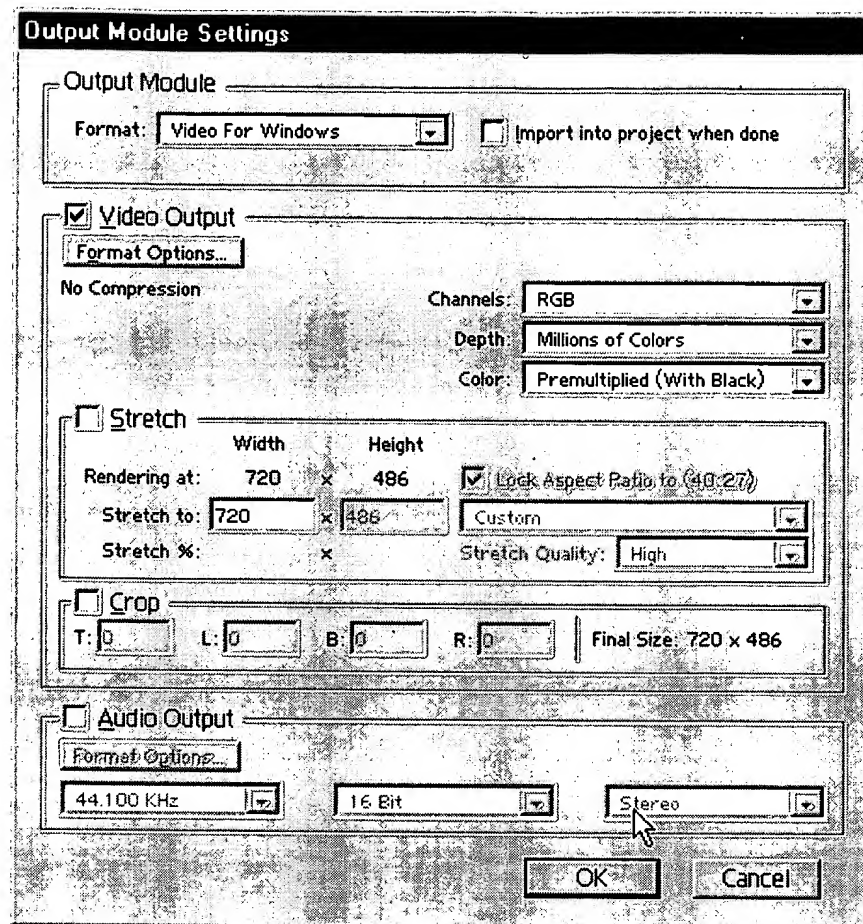 Output Module Settings
Output Module
Format: Video For Windows
Import into project when done
Video Output
Format Options...
No Compression
Channels: RGB
Depth: Millions of Colors
Color: Premultiplied (With Black)
Stretch
Width Height
Rendering at: 720 x 486
Lock Aspect Ratio to (40:27)
Stretch to: 720 x 486
Custom
Stretch %: x
Stretch Quality: High
Crop
T: 0 L: 0 B: 0 R: 0 Final Size: 720 x 486
Audio Output
Format Options...
44.100 KHz 16 Bit Stereo
OK Cancel